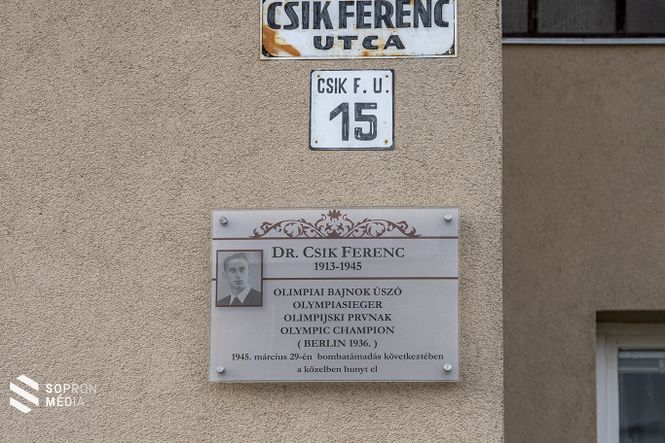 CSIK FERENC
UTCA
CSIK F. U.
15
DR. CSIK FERENC
1913-1945
OLIMPIAI BAJNOK ÚSZÓ
OLYMPIASIEGER
OLIMPIJSKI PRVNAK
OLYMPIC CHAMPION
( BERLIN 1936. )
1945. március 29-én bombatámadás következtében
a közelben hunyt el
SOPRON
MÉDIA